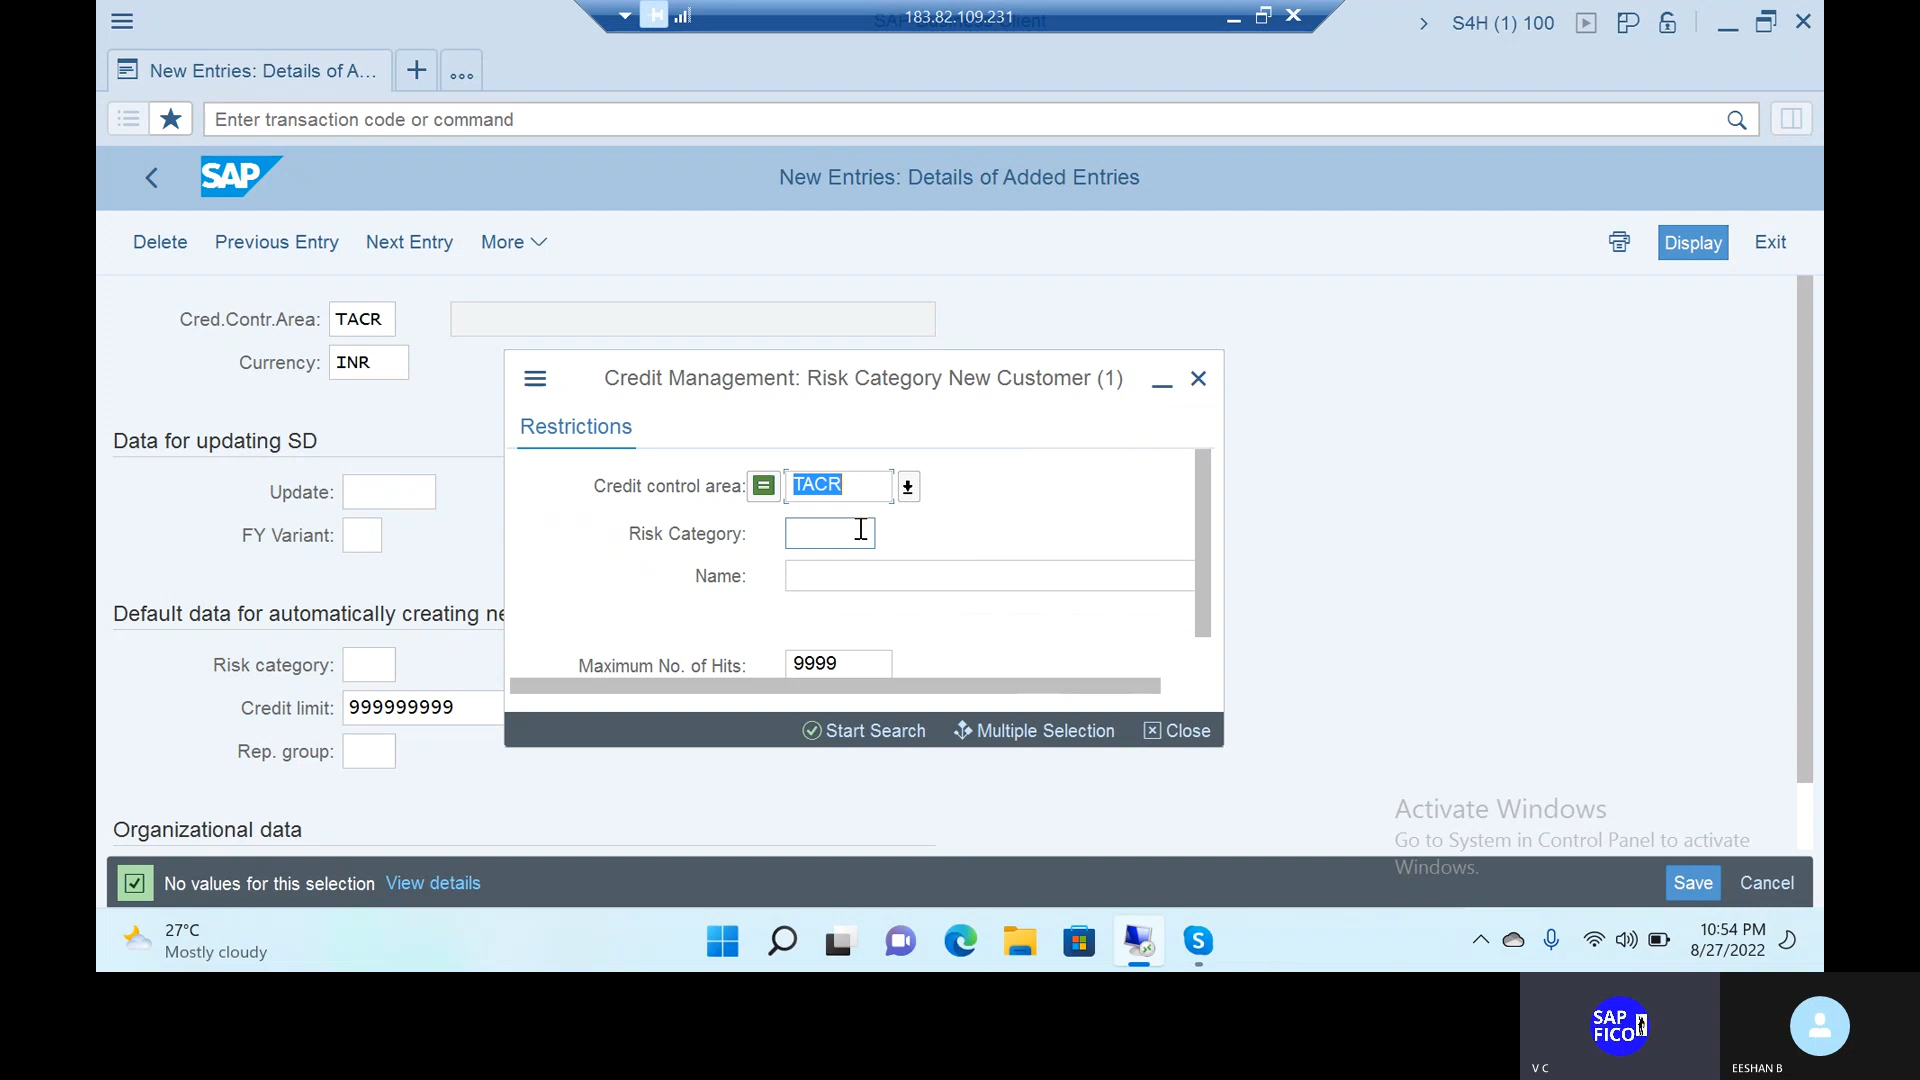 183.82.109.231
S4H (1) 100
New Entries: Details of A...
Enter transaction code or command
SAP
New Entries: Details of Added Entries
Delete
Previous Entry
Next Entry
More
Display
Exit
Cred.Contr.Area:
TACR
Currency:
INR
Data for updating SD
Update:
FY Variant:
Default data for automatically creating ne
Risk category:
Credit limit:
999999999
Rep. group:
Organizational data
Credit Management: Risk Category New Customer (1)
Restrictions
Credit control area:
TACR
Risk Category:
Name:
Maximum No. of Hits:
9999
Start Search
Multiple Selection
Close
Activate Windows
Go to System in Control Panel to activate
Windows.
No values for this selection View details
Save
Cancel
27°C
Mostly cloudy
10:54 PM
8/27/2022
SAP
FICO
V C
EESHAN B